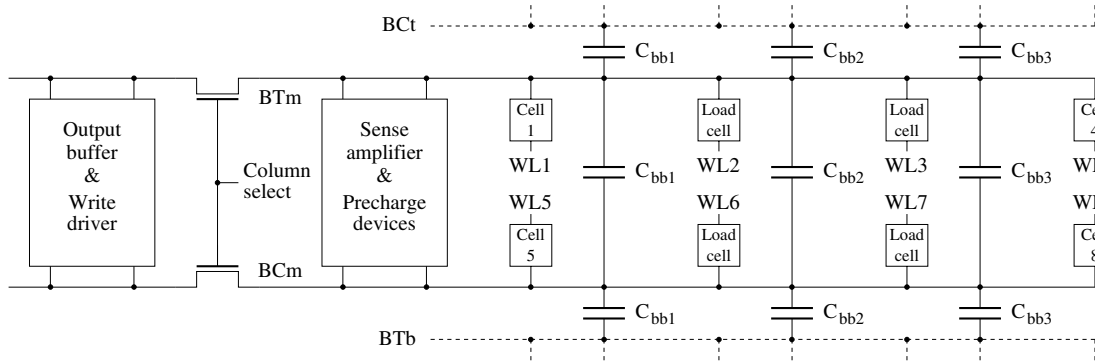 BCt
C_bb1
C_bb2
C_bb3
BTm
Output
buffer
&
Write
driver
Column
select
Sense
amplifier
&
Precharge
devices
Cell
1
Load
cell
Load
cell
WL1
C_bb1
WL2
C_bb2
WL3
C_bb3
WL5
WL6
WL7
Cell
5
Load
cell
Load
cell
BCm
C_bb1
C_bb2
C_bb3
BTb